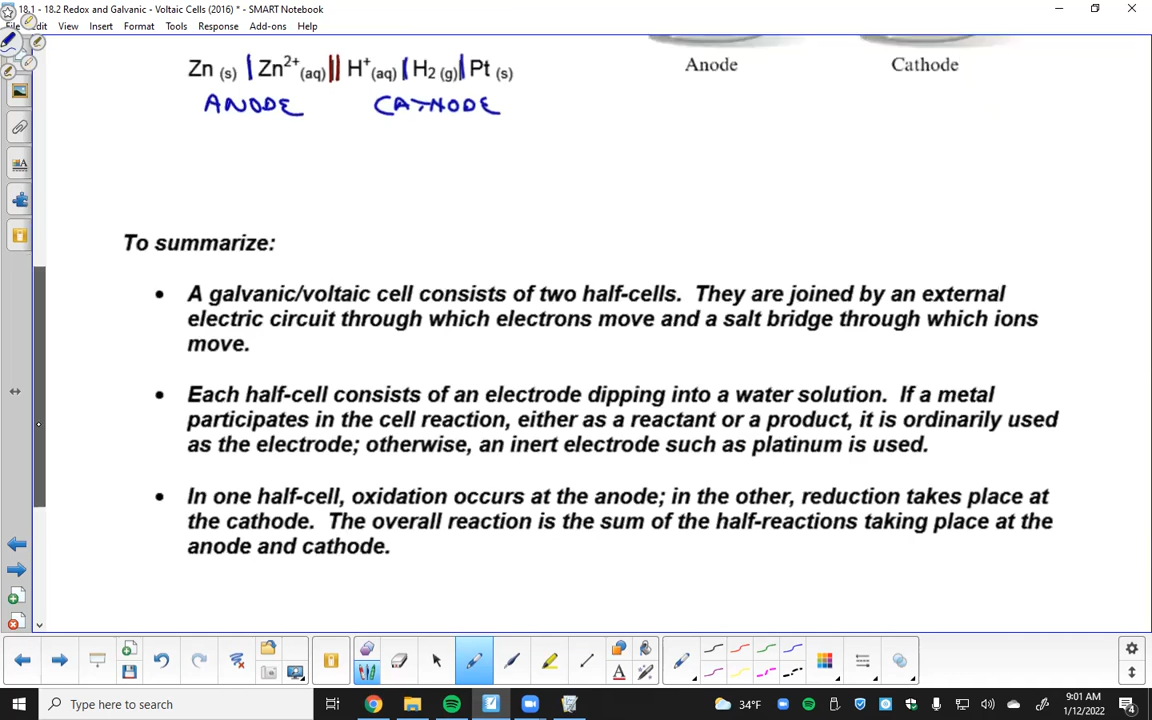 18.1 - 18.2 Redox and Galvanic - Voltaic Cells (2016) * - SMART Notebook
File Edit View Insert Format Tools Resources Add-ons Help
Zn (s) | Zn2+(aq) || H+(aq) | H2 (g) | Pt (s)
ANODE CATHODE
Anode Cathode
To summarize:
• A galvanic/voltaic cell consists of two half-cells. They are joined by an external
electric circuit through which electrons move and a salt bridge through which ions
move.
• Each half-cell consists of an electrode dipping into a water solution. If a metal
participates in the cell reaction, either as a reactant or a product, it is ordinarily used
as the electrode; otherwise, an inert electrode such as platinum is used.
• In one half-cell, oxidation occurs at the anode; in the other, reduction takes place at
the cathode. The overall reaction is the sum of the half-reactions taking place at the
anode and cathode.
Type here to search
34°F
9:01 AM
1/12/2022
4